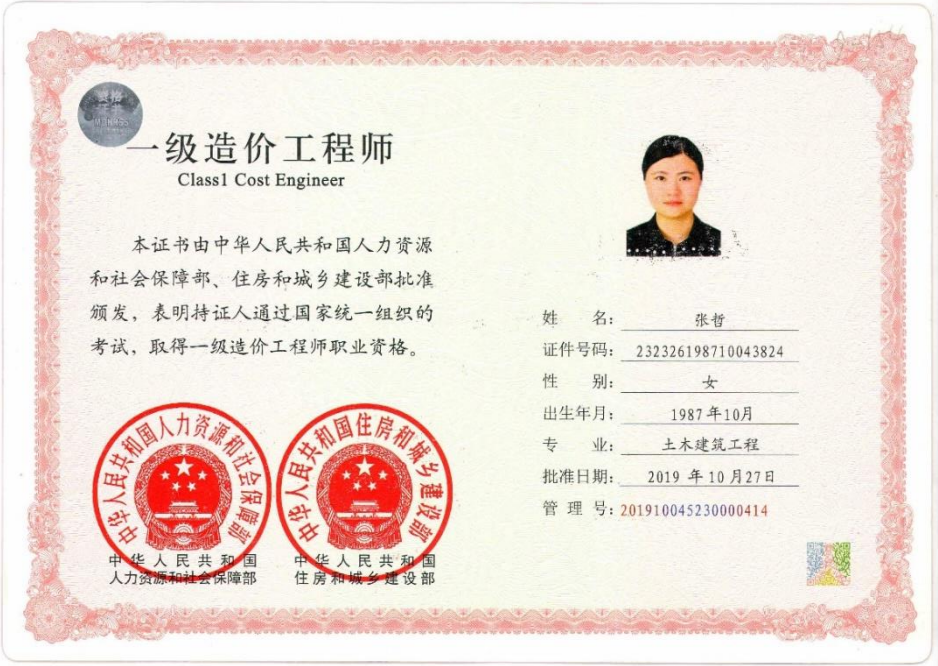 资格
证书
MOHRSS
一级造价工程师
Class1 Cost Engineer
本证书由中华人民共和国人力资源
和社会保障部、住房和城乡建设部批准
颁发，表明持证人通过国家统一组织的
考试，取得一级造价工程师职业资格。
中华人民共和国人力资源和社会保障部
中华人民共和国住房和城乡建设部
中华人民共和国
人力资源和社会保障部
中华人民共和国
住房和城乡建设部
姓 名： 张哲
证件号码： 232326198710043824
性 别： 女
出生年月： 1987年10月
专 业： 土木建筑工程
批准日期： 2019 年 10月27日
管 理 号：201910045230000414